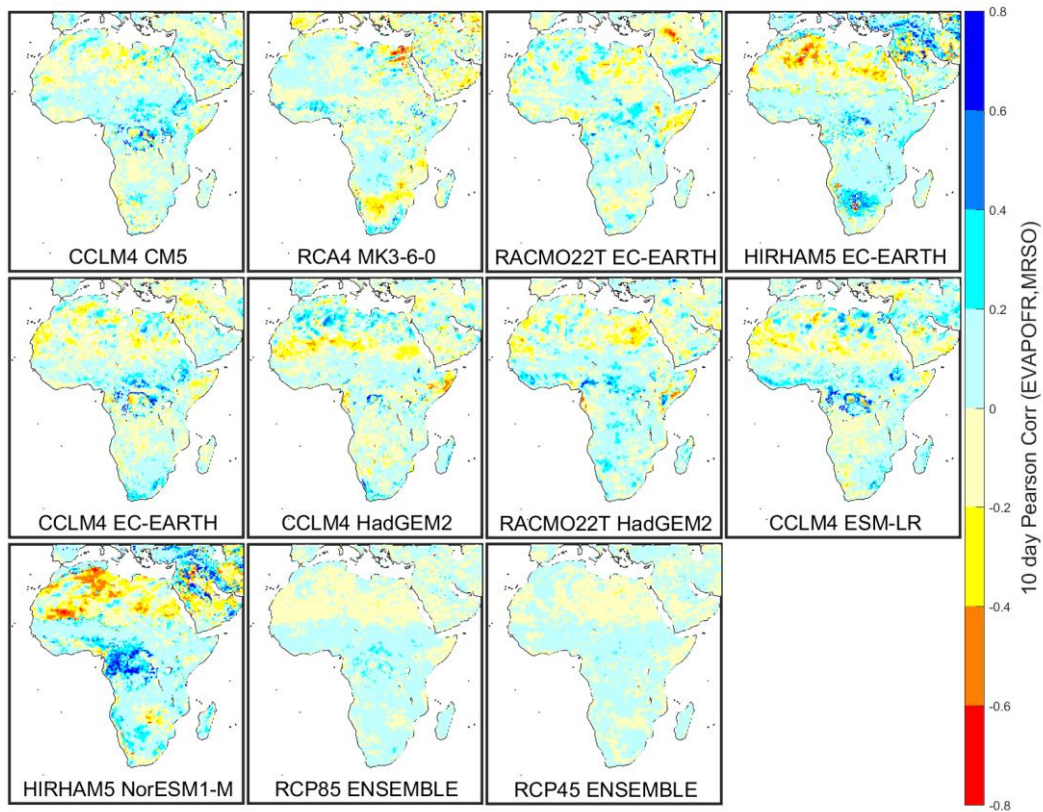 CCLM4 CM5
RCA4 MK3-6-0
RACMO22T EC-EARTH
HIRHAM5 EC-EARTH
CCLM4 EC-EARTH
CCLM4 HadGEM2
RACMO22T HadGEM2
CCLM4 ESM-LR
HIRHAM5 NorESM1-M
RCP85 ENSEMBLE
RCP45 ENSEMBLE
0.8
0.6
0.4
0.2
0
-0.2
-0.4
-0.6
-0.8
10 day Pearson Corr (EVAPOFR,MRSO)